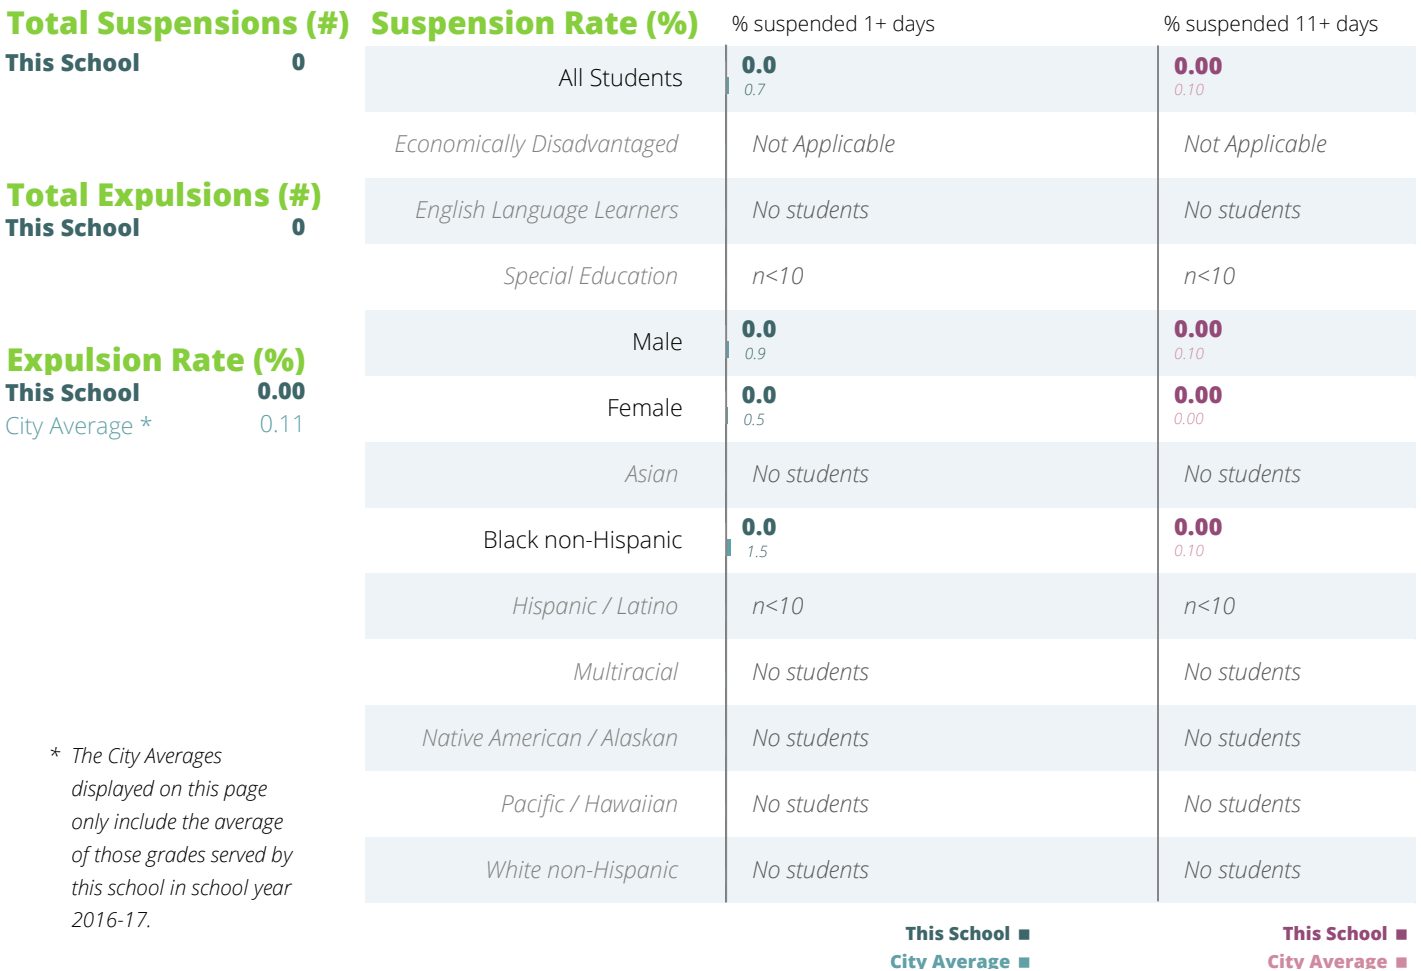 Total Suspensions (#)
This School 0
Total Expulsions (#)
This School 0
Expulsion Rate (%)
This School 0.00
City Average * 0.11
* The City Averages
displayed on this page
only include the average
of those grades served by
this school in school year
2016-17.
Suspension Rate (%) % suspended 1+ days % suspended 11+ days
All Students 0.0 0.00
0.7 0.10
Economically Disadvantaged Not Applicable Not Applicable
English Language Learners No students No students
Special Education n<10 n<10
Male 0.0 0.00
0.9 0.10
Female 0.0 0.00
0.5 0.00
Asian No students No students
Black non-Hispanic 0.0 0.00
1.5 0.10
Hispanic / Latino n<10 n<10
Multiracial No students No students
Native American / Alaskan No students No students
Pacific / Hawaiian No students No students
White non-Hispanic No students No students
This School This School
City Average City Average